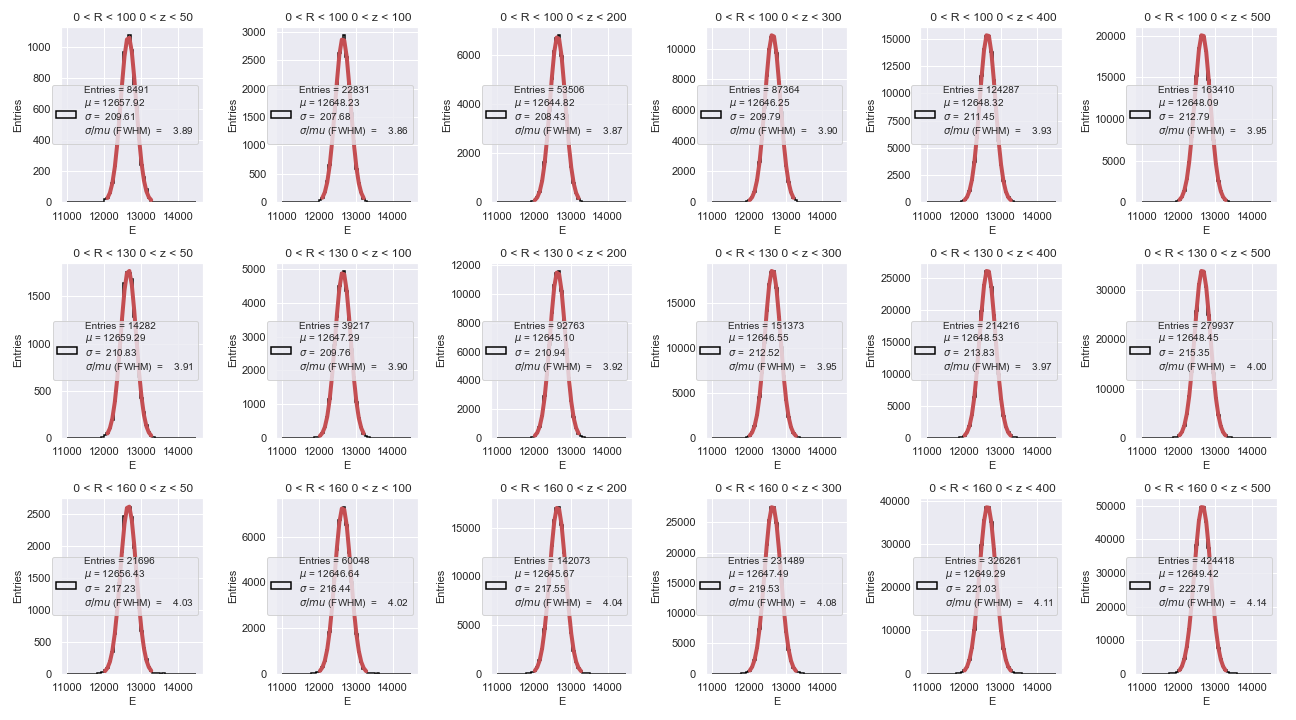 0 < R < 100 0 < z < 50
Entries
1000
800
600
400
200
0
Entries = 8491
μ = 12657.92
σ = 209.61
σ/mu (FWHM) = 3.89
11000 12000 13000 14000
E
0 < R < 100 0 < z < 100
Entries
3000
2500
2000
1500
1000
500
0
Entries = 22831
μ = 12648.23
σ = 207.68
σ/mu (FWHM) = 3.86
11000 12000 13000 14000
E
0 < R < 100 0 < z < 200
Entries
6000
4000
2000
0
Entries = 53506
μ = 12644.82
σ = 208.43
σ/mu (FWHM) = 3.87
11000 12000 13000 14000
E
0 < R < 100 0 < z < 300
Entries
10000
8000
6000
4000
2000
0
Entries = 87364
μ = 12646.25
σ = 209.79
σ/mu (FWHM) = 3.90
11000 12000 13000 14000
E
0 < R < 100 0 < z < 400
Entries
15000
12500
10000
7500
5000
2500
0
Entries = 124287
μ = 12648.32
σ = 211.45
σ/mu (FWHM) = 3.93
11000 12000 13000 14000
E
0 < R < 100 0 < z < 500
Entries
20000
15000
10000
5000
0
Entries = 163410
μ = 12648.09
σ = 212.79
σ/mu (FWHM) = 3.95
11000 12000 13000 14000
E
0 < R < 130 0 < z < 50
Entries
1500
1000
500
0
Entries = 14282
μ = 12659.29
σ = 210.83
σ/mu (FWHM) = 3.91
11000 12000 13000 14000
E
0 < R < 130 0 < z < 100
Entries
5000
4000
3000
2000
1000
0
Entries = 39217
μ = 12647.29
σ = 209.76
σ/mu (FWHM) = 3.90
11000 12000 13000 14000
E
0 < R < 130 0 < z < 200
Entries
12000
10000
8000
6000
4000
2000
0
Entries = 92763
μ = 12645.10
σ = 210.94
σ/mu (FWHM) = 3.92
11000 12000 13000 14000
E
0 < R < 130 0 < z < 300
Entries
15000
10000
5000
0
Entries = 151373
μ = 12646.55
σ = 212.52
σ/mu (FWHM) = 3.95
11000 12000 13000 14000
E
0 < R < 130 0 < z < 400
Entries
25000
20000
15000
10000
5000
0
Entries = 214216
μ = 12648.53
σ = 213.83
σ/mu (FWHM) = 3.97
11000 12000 13000 14000
E
0 < R < 130 0 < z < 500
Entries
30000
20000
10000
0
Entries = 279937
μ = 12648.45
σ = 215.35
σ/mu (FWHM) = 4.00
11000 12000 13000 14000
E
0 < R < 160 0 < z < 50
Entries
2500
2000
1500
1000
500
0
Entries = 21696
μ = 12656.43
σ = 217.23
σ/mu (FWHM) = 4.03
11000 12000 13000 14000
E
0 < R < 160 0 < z < 100
Entries
6000
4000
2000
0
Entries = 60048
μ = 12646.64
σ = 216.44
σ/mu (FWHM) = 4.02
11000 12000 13000 14000
E
0 < R < 160 0 < z < 200
Entries
15000
10000
5000
0
Entries = 142073
μ = 12645.67
σ = 217.55
σ/mu (FWHM) = 4.04
11000 12000 13000 14000
E
0 < R < 160 0 < z < 300
Entries
25000
20000
15000
10000
5000
0
Entries = 231489
μ = 12647.49
σ = 219.53
σ/mu (FWHM) = 4.08
11000 12000 13000 14000
E
0 < R < 160 0 < z < 400
Entries
40000
30000
20000
10000
0
Entries = 326261
μ = 12649.29
σ = 221.03
σ/mu (FWHM) = 4.11
11000 12000 13000 14000
E
0 < R < 160 0 < z < 500
Entries
50000
40000
30000
20000
10000
0
Entries = 424418
μ = 12649.42
σ = 222.79
σ/mu (FWHM) = 4.14
11000 12000 13000 14000
E